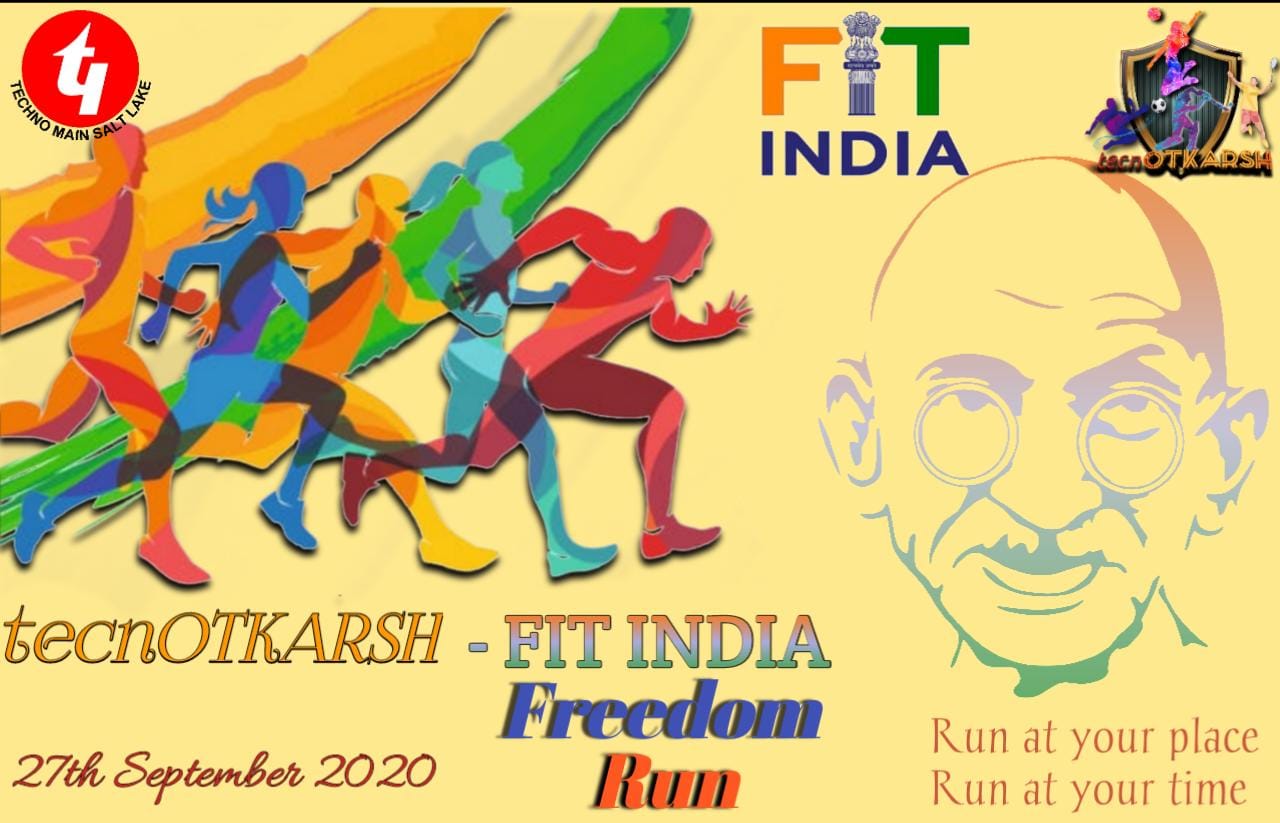 TECHNO MAIN SALT LAKE
FIT
INDIA
tecnOTKARSH
tecnOTKARSH - FIT INDIA
Freedom
Run
27th September 2020
Run at your place
Run at your time